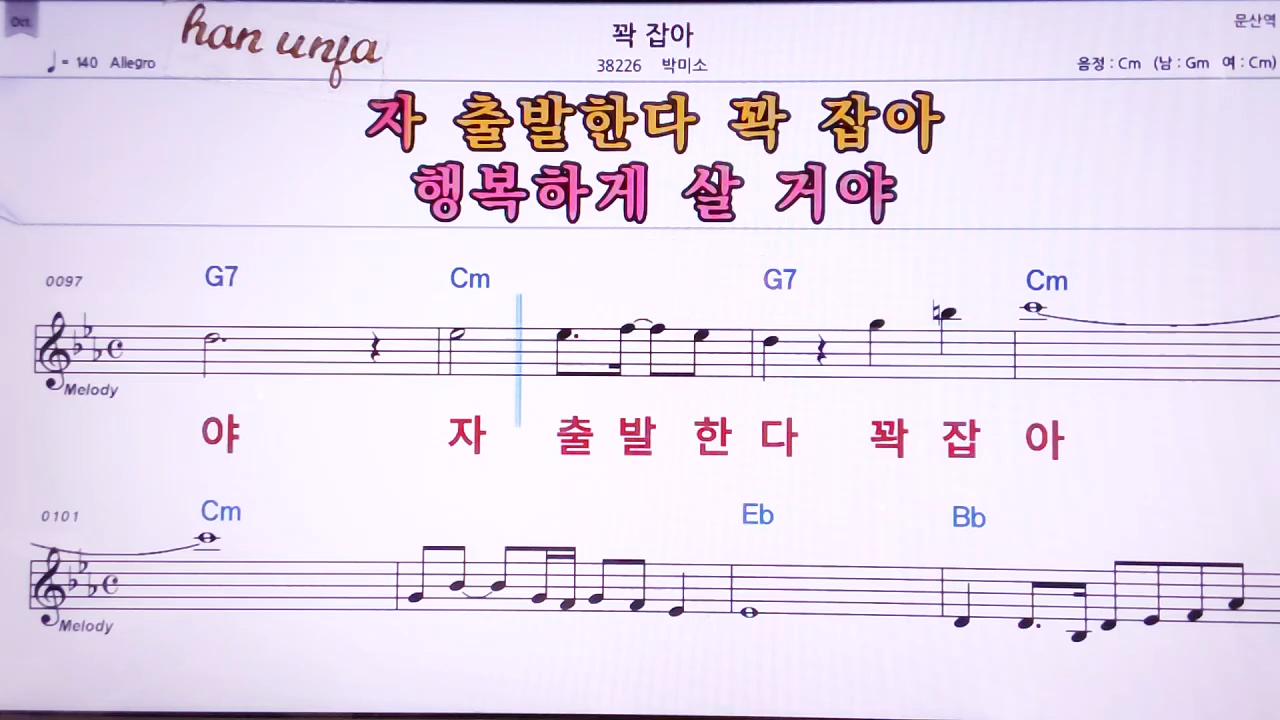 Oct.
han unja
꽉 잡아
문산역
♩= 140 Allegro
38226 박미소
음정 : Cm (남 : Gm 여 : Cm)
자 출발한다 꽉 잡아
행복하게 살 거야
0097 G7 Cm G7 Cm
Melody
야 자 출 발 한 다 꽉 잡 아
0101 Cm Eb Bb
Melody